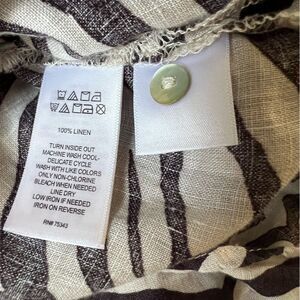 100% LINEN
TURN INSIDE OUT
MACHINE WASH COOL-
DELICATE CYCLE
WASH WITH LIKE COLORS
ONLY NON-CHLORINE
BLEACH WHEN NEEDED
LINE DRY
LOW IRON IF NEEDED
IRON ON REVERSE
RN# 75343